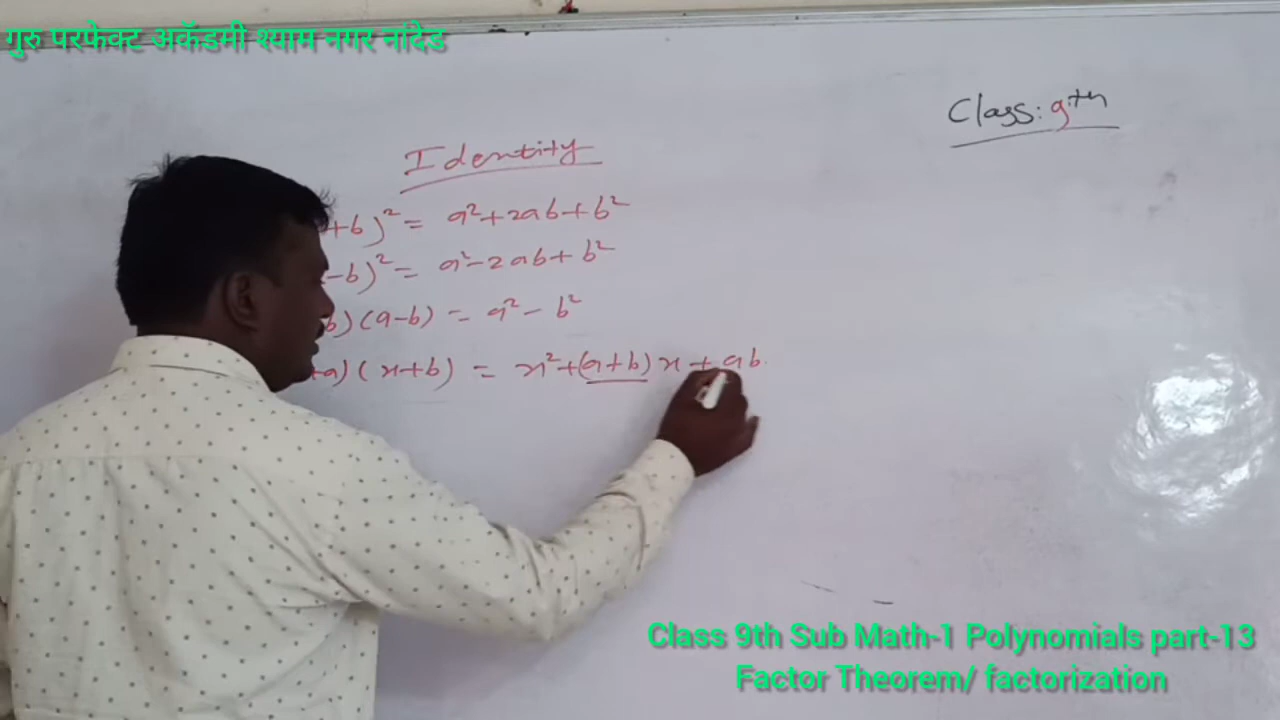 गुरु परफेक्ट अकॅडमी श्याम नगर नांदेड
Class: 9th
Identity
+b)² = a²+2ab+b²
-b)² = a²-2ab+b²
b)(a-b) = a²-b²
+a)(x+b) = x²+(a+b)x+ab.
Class 9th Sub Math-1 Polynomials part-13
Factor Theorem/ factorization